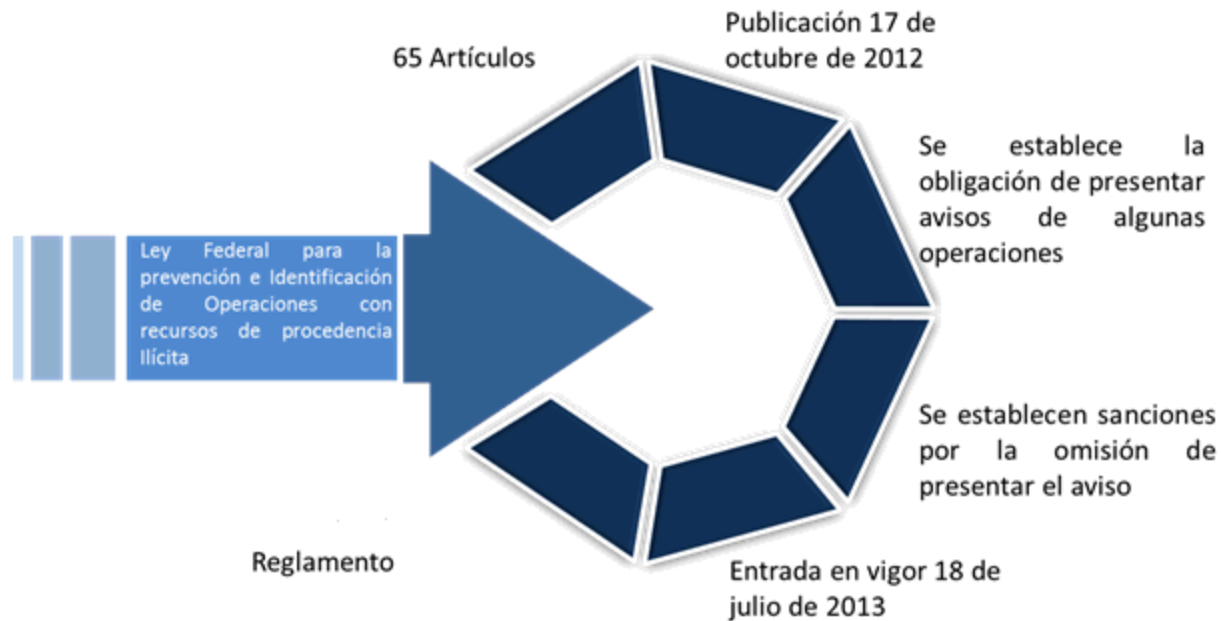 65 Artículos
Publicación 17 de
octubre de 2012
Se establece la
obligación de presentar
avisos de algunas
operaciones
Ley Federal para la
prevención e Identificación
de Operaciones con
recursos de procedencia
Ilícita
Se establecen sanciones
por la omisión de
presentar el aviso
Reglamento
Entrada en vigor 18 de
julio de 2013